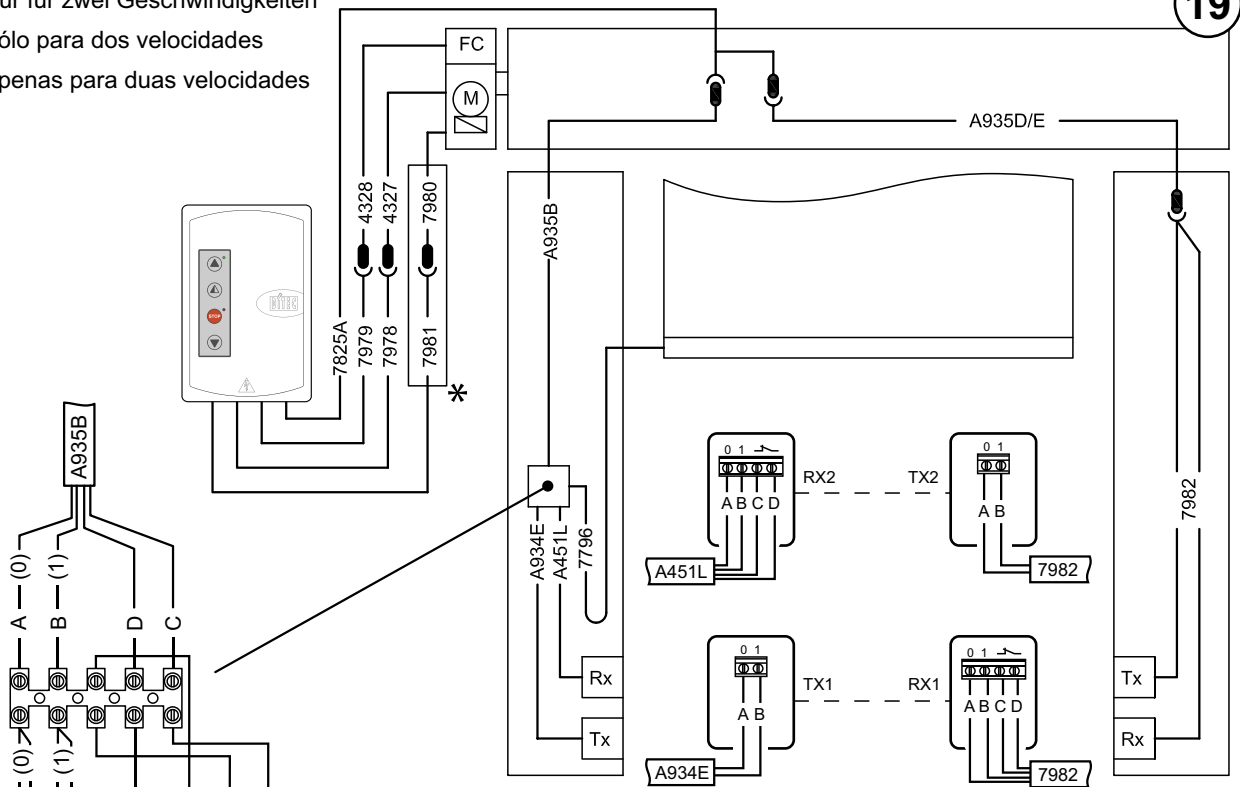 ur für zwei Geschwindigkeiten
ólo para dos velocidades
penas para duas velocidades
19
FC
M
A935D/E
4328
4327
7980
A935B
STOP
DITEC
7825A
7979
7978
7981
*
A935B
0 1
RX2
A B C D
TX2
0 1
A B
7982
A934E
A451L
7796
A451L
7982
A (0)
B (1)
D
C
(0)
(1)
Rx
Tx
0 1
TX1
A B
RX1
0 1
A B C D
Tx
Rx
A934E
7982